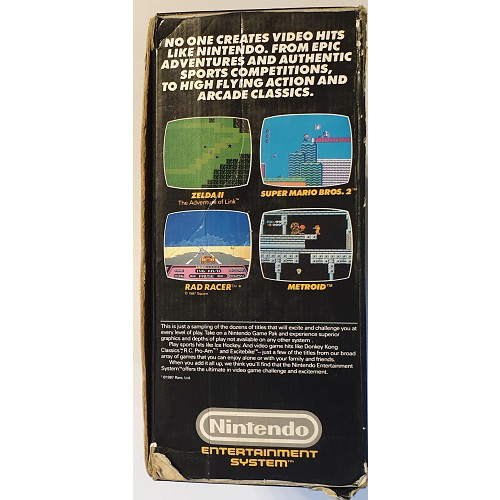 NO ONE CREATES VIDEO HITS
LIKE NINTENDO. FROM EPIC
ADVENTURES AND AUTHENTIC
SPORTS COMPETITIONS,
TO HIGH FLYING ACTION AND
ARCADE CLASSICS.
ZELDA II
The Adventure of Link™
SUPER MARIO BROS. 2™
RAD RACER™*
© 1987 Square
METROID™
This is just a sampling of the dozens of titles that will excite and challenge you at
every level of play. Take on a Nintendo Game Pak and experience superior
graphics and depths of play not available on any other system.
Play sports hits like Ice Hockey. And video game hits like Donkey Kong
Classics™, R.C. Pro-Am™ and Excitebike™—just a few of the titles from our broad
array of games that you can enjoy alone or with your family and friends.
When you add it all up, we think you'll find that the Nintendo Entertainment
System™ offers the ultimate in video game challenge and excitement.
©1987 Rare, Ltd.
Nintendo
ENTERTAINMENT
SYSTEM™